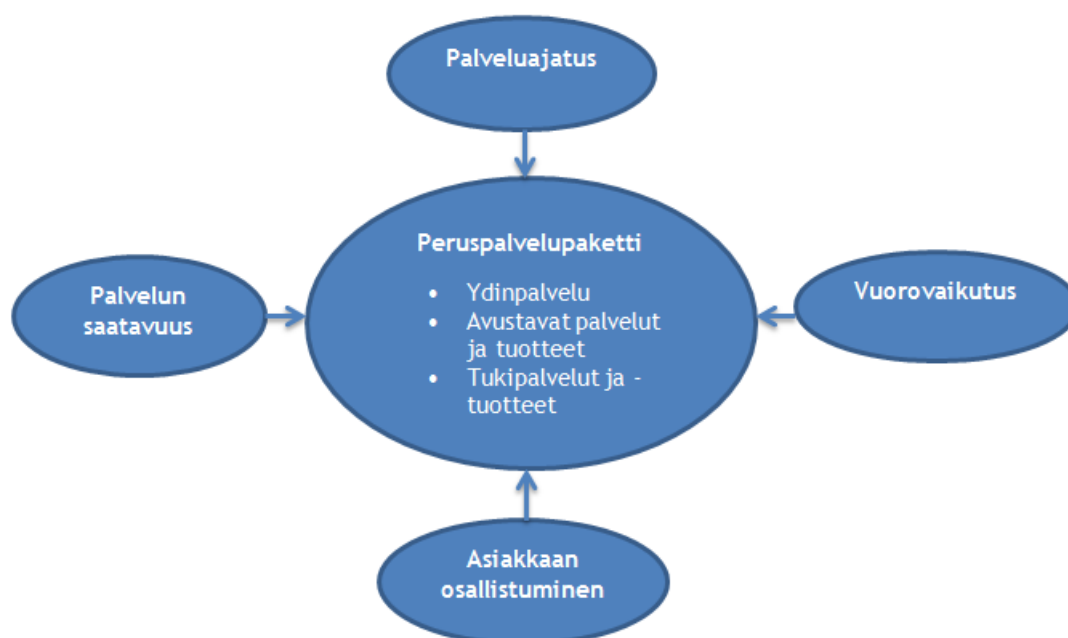 Palveluajatus
Peruspalvelupaketti
• Ydinpalvelu
• Avustavat palvelut
ja tuotteet
• Tukipalvelut ja -
tuotteet
Palvelun
saatavuus
Vuorovaikutus
Asiakkaan
osallistuminen